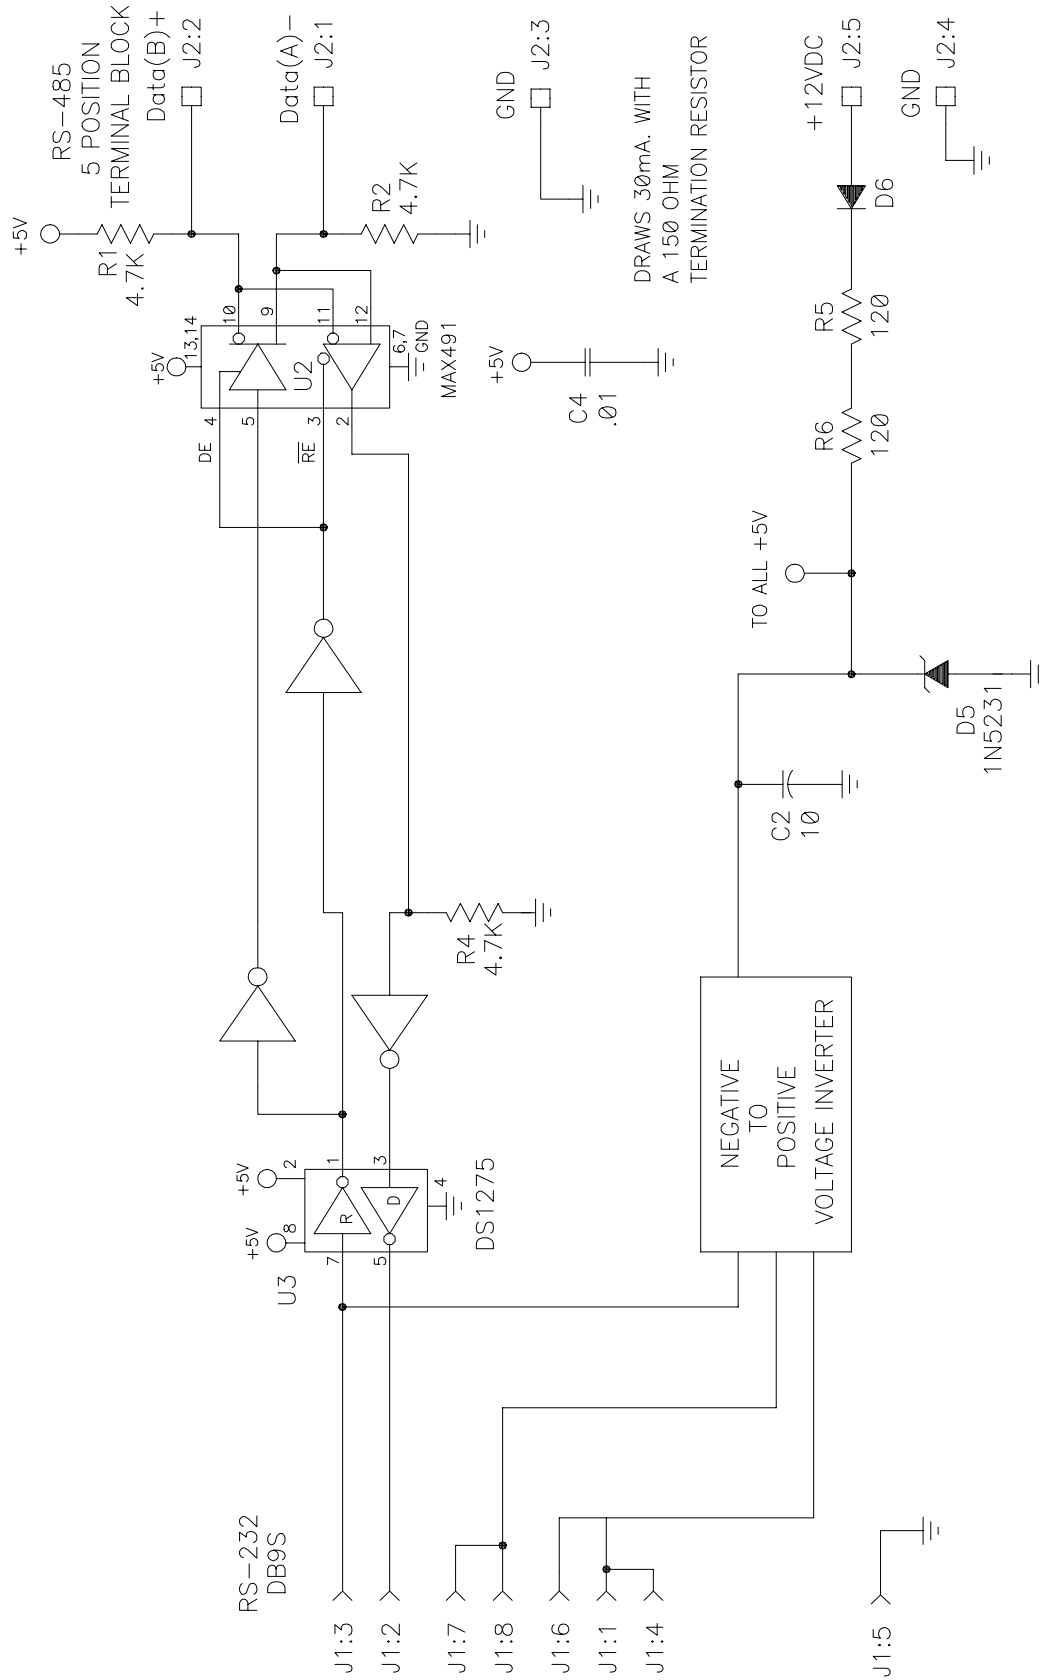 RS-232
DB9S
J1:3
J1:2
J1:7
J1:8
J1:6
J1:1
J1:4
J1:5
U3
+5V
8
+5V
2
7
R
1
5
D
3
4
DS1275
NEGATIVE
TO
POSITIVE
VOLTAGE INVERTER
R4
4.7K
C2
10
D5
1N5231
TO ALL +5V
R6
120
R5
120
D6
DE
4
5
RE
3
2
+5V
13,14
U2
10
9
11
12
6,7
GND
MAX491
+5V
R1
4.7K
R2
4.7K
+5V
C4
.01
RS-485
5 POSITION
TERMINAL BLOCK
Data(B)+
J2:2
Data(A)-
J2:1
GND
J2:3
DRAWS 30mA. WITH
A 150 OHM
TERMINATION RESISTOR
+12VDC
J2:5
GND
J2:4